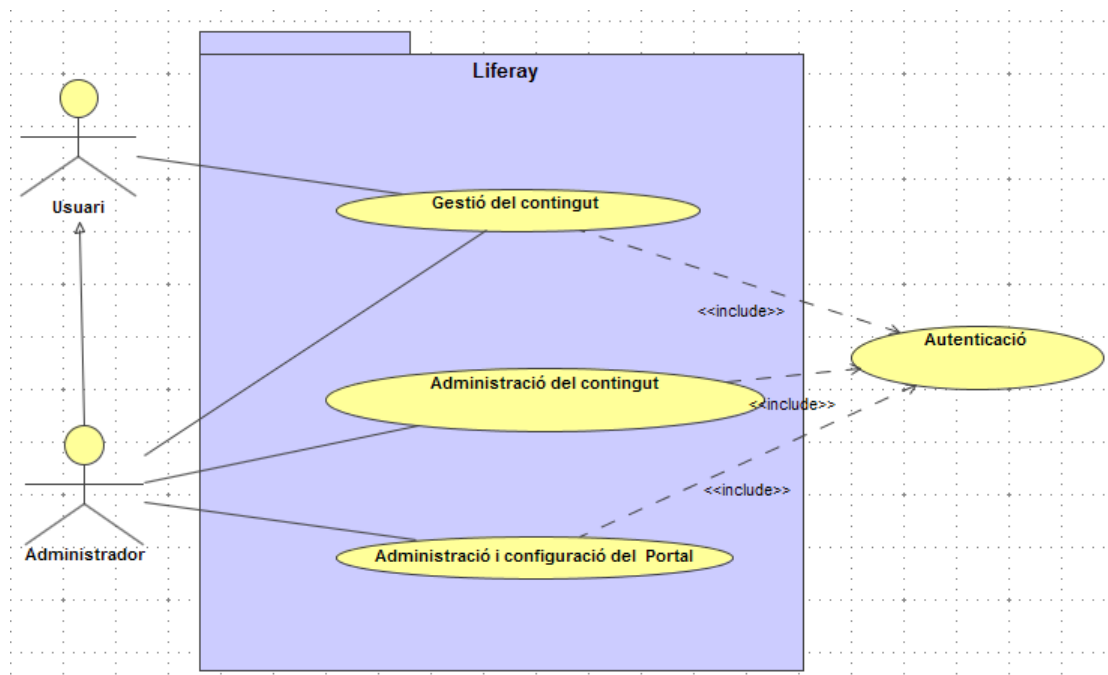 Liferay
Usuari
Gestió del contingut
<<include>>
Autenticació
Administració del contingut
<<include>>
<<include>>
Administrador
Administració i configuració del Portal